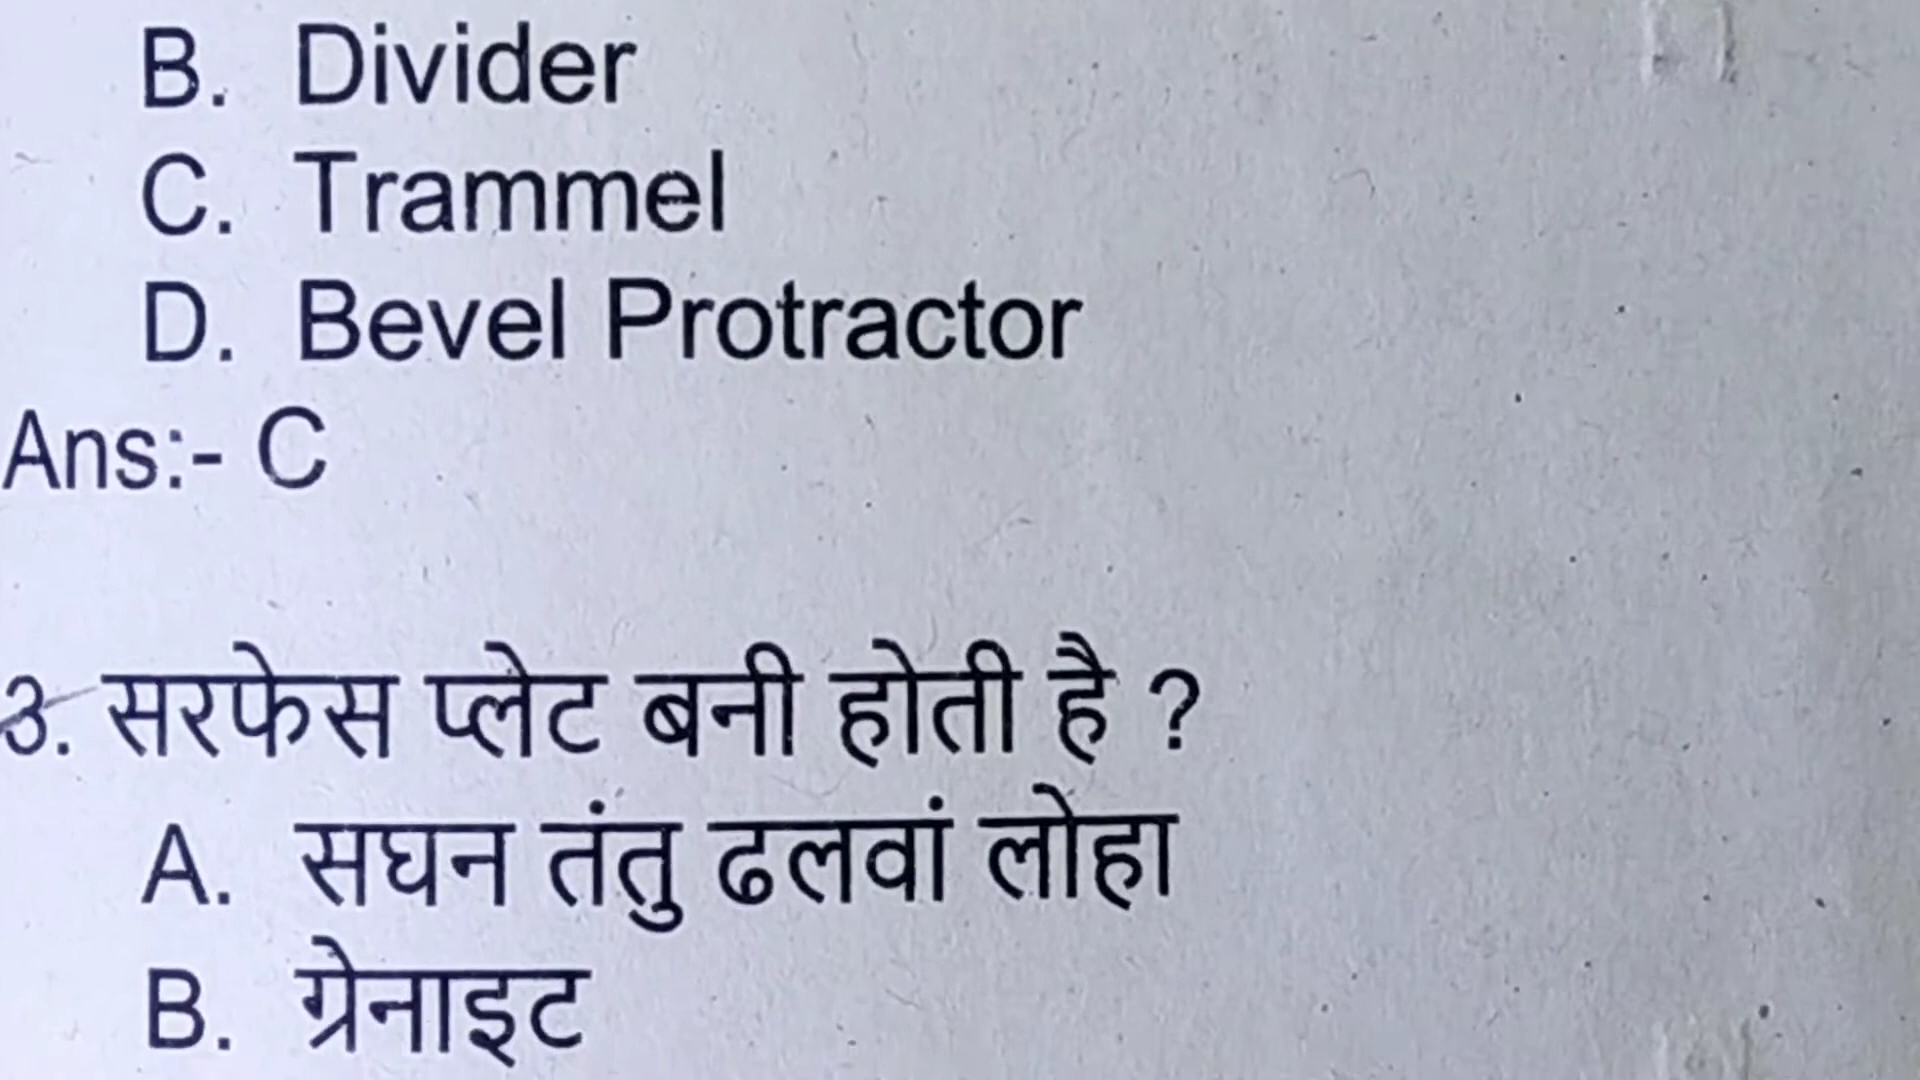 B. Divider
C. Trammel
D. Bevel Protractor
Ans:- C
3. सरफेस प्लेट बनी होती है ?
A. सघन तंतु ढलवां लोहा
B. ग्रेनाइट